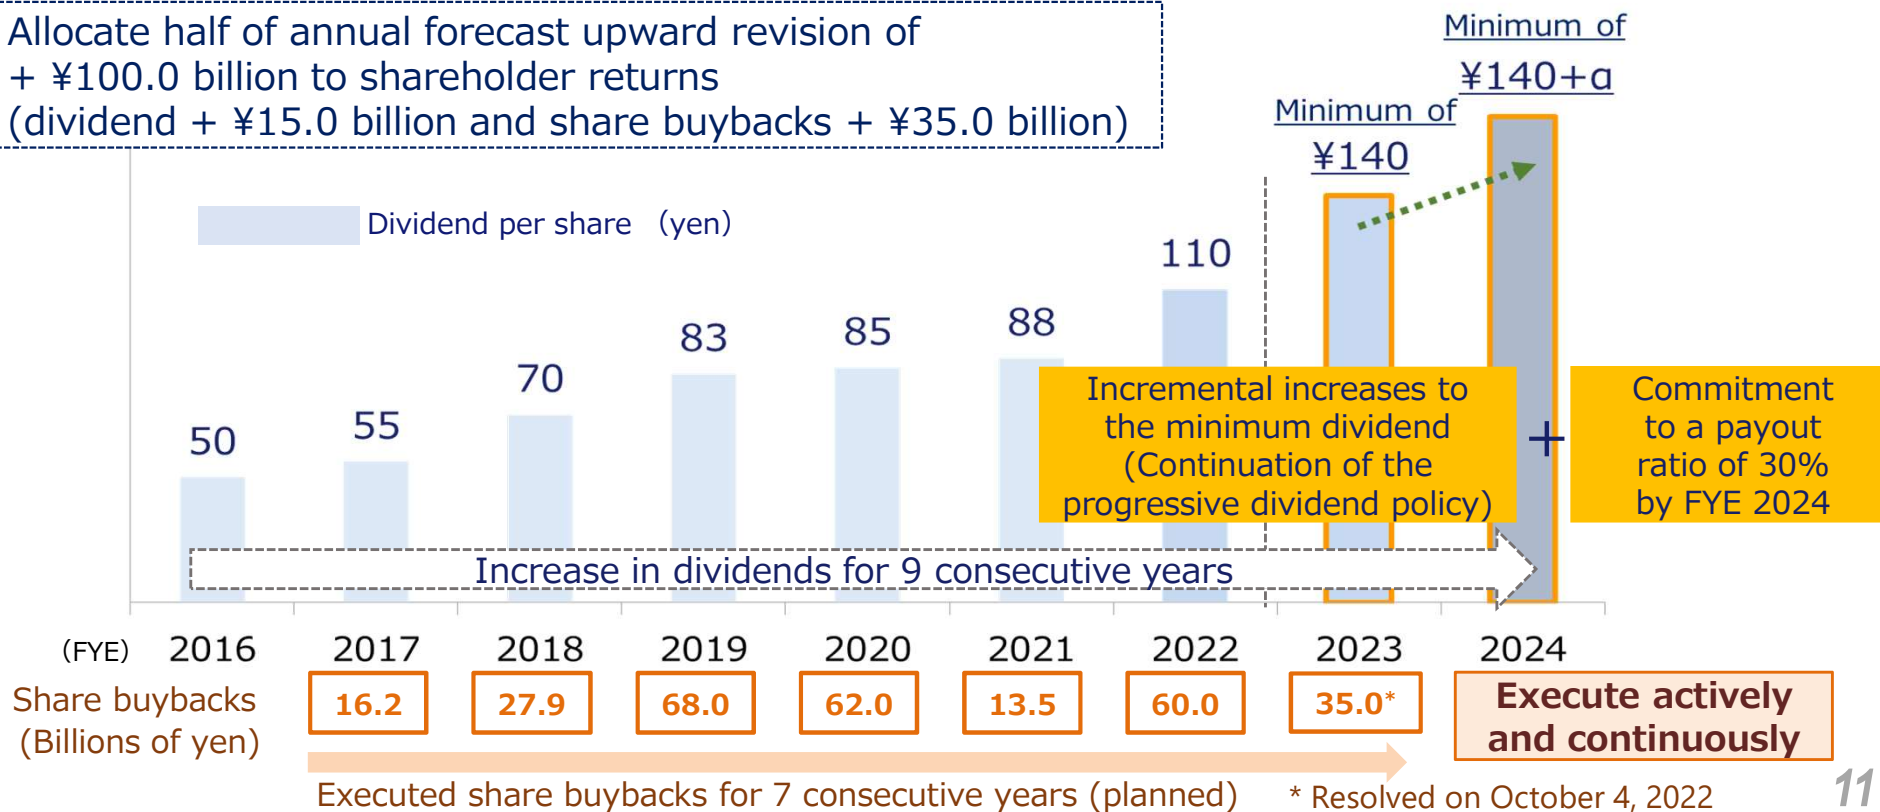 Allocate half of annual forecast upward revision of
+ ¥100.0 billion to shareholder returns
(dividend + ¥15.0 billion and share buybacks + ¥35.0 billion)
Minimum of
¥140+α
Minimum of
¥140
Dividend per share （yen）
110
88
85
83
70
55
50
Incremental increases to
the minimum dividend
(Continuation of the
progressive dividend policy)
+
Commitment
to a payout
ratio of 30%
by FYE 2024
Increase in dividends for 9 consecutive years
（FYE） 2016 2017 2018 2019 2020 2021 2022 2023 2024
Share buybacks
(Billions of yen)
16.2 27.9 68.0 62.0 13.5 60.0 35.0*
Execute actively
and continuously
Executed share buybacks for 7 consecutive years (planned)
* Resolved on October 4, 2022
11